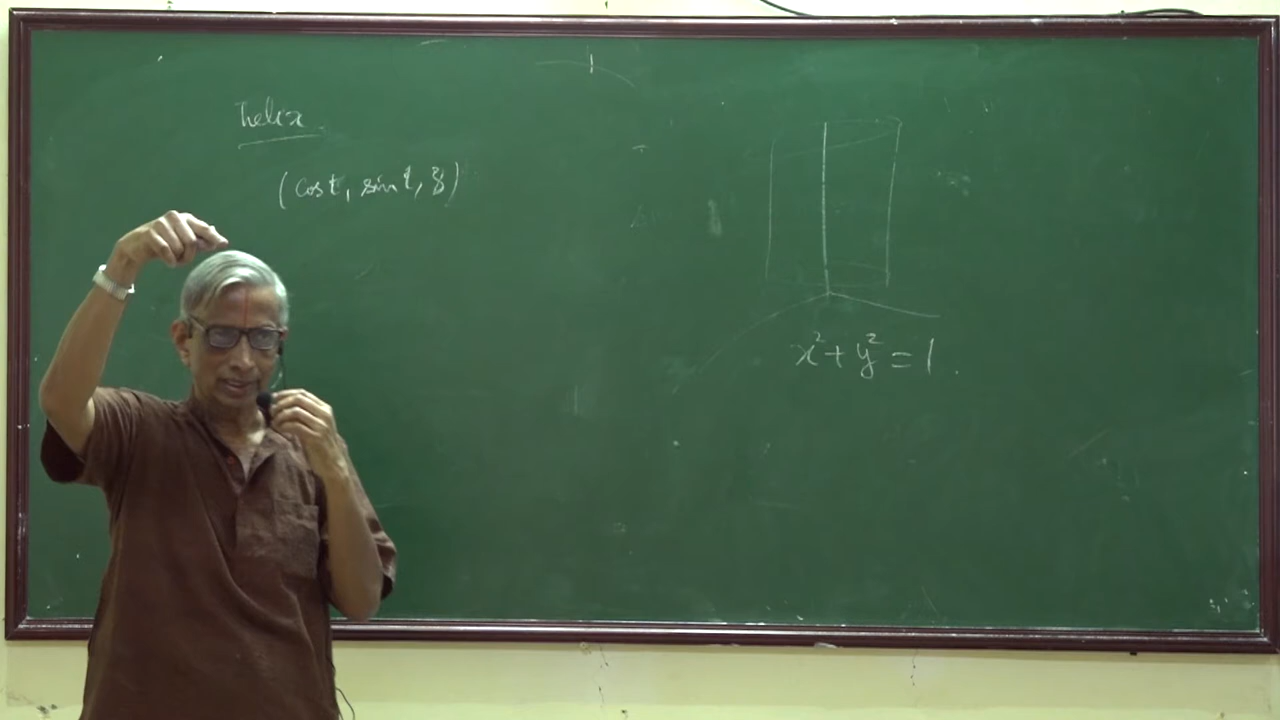 helix
(cos t, sin t, z)
x² + y² = 1.